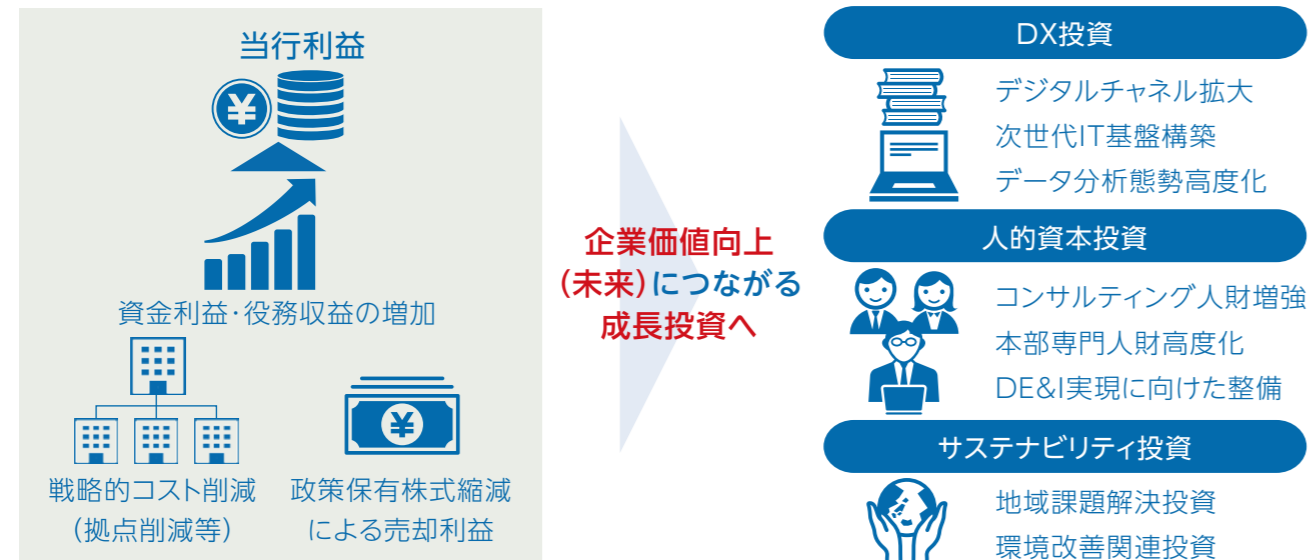 当行利益
¥
資金利益・役務収益の増加
戦略的コスト削減
（拠点削減等）
¥
政策保有株式縮減
による売却利益
企業価値向上
（未来）につながる
成長投資へ
DX投資
デジタルチャネル拡大
次世代IT基盤構築
データ分析態勢高度化
人的資本投資
コンサルティング人財増強
本部専門人財高度化
DE&I実現に向けた整備
サステナビリティ投資
地域課題解決投資
環境改善関連投資